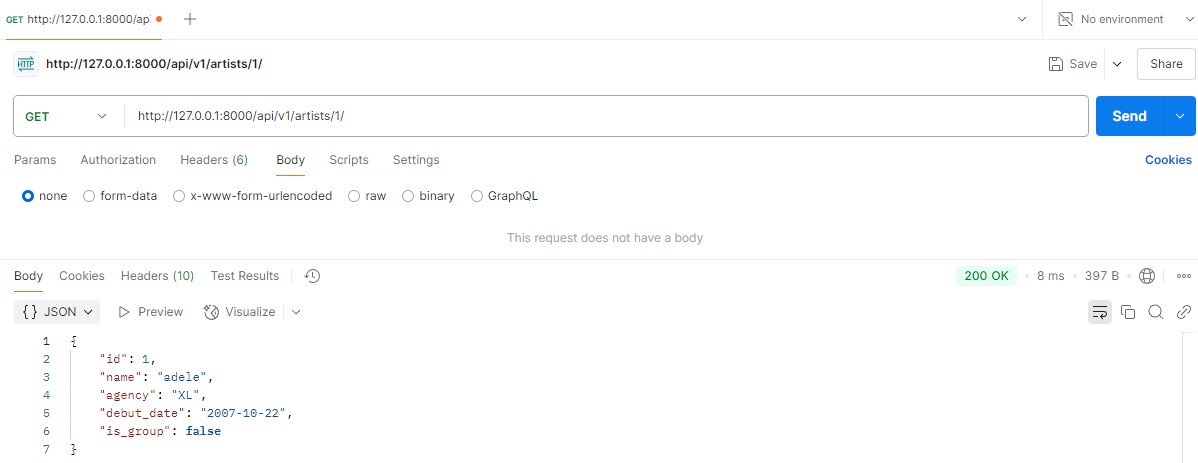 GET http://127.0.0.1:8000/ap
No environment
HTTP http://127.0.0.1:8000/api/v1/artists/1/
Save
Share
GET http://127.0.0.1:8000/api/v1/artists/1/
Send
Params Authorization Headers (6) Body Scripts Settings Cookies
none form-data x-www-form-urlencoded raw binary GraphQL
This request does not have a body
Body Cookies Headers (10) Test Results 200 OK • 8 ms • 397 B •
{} JSON Preview Visualize
1 {
2 "id": 1,
3 "name": "adele",
4 "agency": "XL",
5 "debut_date": "2007-10-22",
6 "is_group": false
7 }